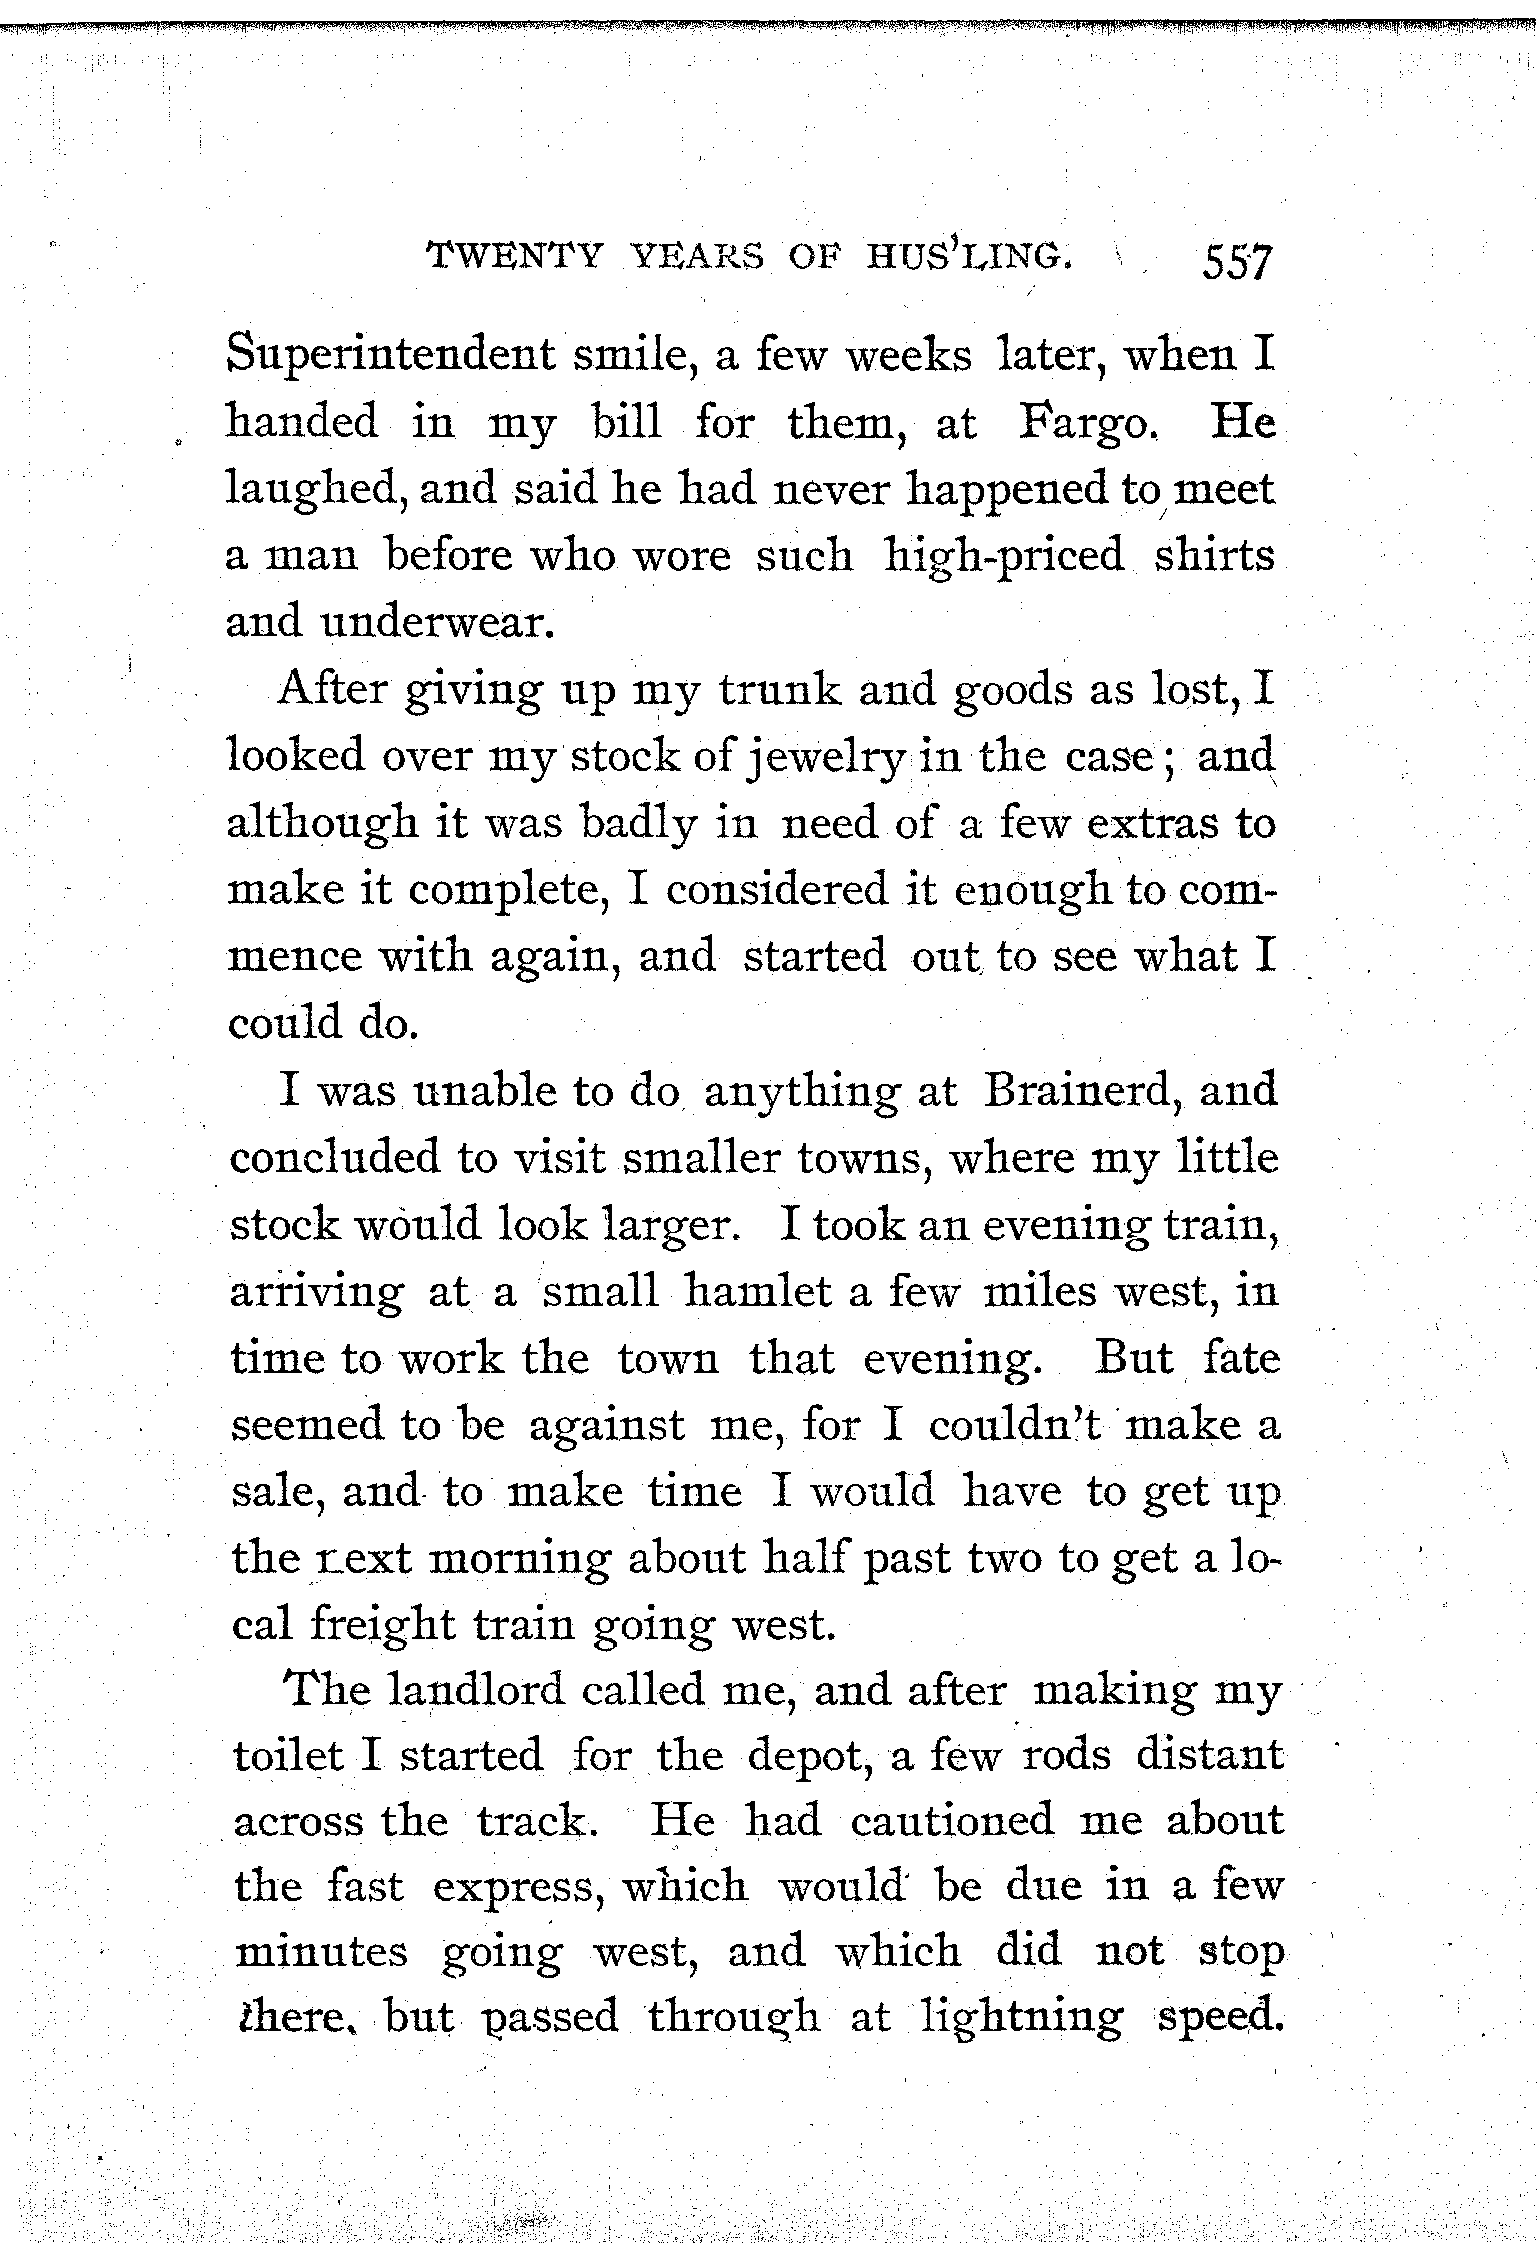 TWENTY YEARS OF HUS'LING. 557
Superintendent smile, a few weeks later, when I
handed in my bill for them, at Fargo. He
laughed, and said he had never happened to meet
a man before who wore such high-priced shirts
and underwear.
After giving up my trunk and goods as lost, I
looked over my stock of jewelry in the case; and
although it was badly in need of a few extras to
make it complete, I considered it enough to com-
mence with again, and started out to see what I
could do.
I was unable to do anything at Brainerd, and
concluded to visit smaller towns, where my little
stock would look larger. I took an evening train,
arriving at a small hamlet a few miles west, in
time to work the town that evening. But fate
seemed to be against me, for I couldn't make a
sale, and to make time I would have to get up
the next morning about half past two to get a lo-
cal freight train going west.
The landlord called me, and after making my
toilet I started for the depot, a few rods distant
across the track. He had cautioned me about
the fast express, which would be due in a few
minutes going west, and which did not stop
there, but passed through at lightning speed.